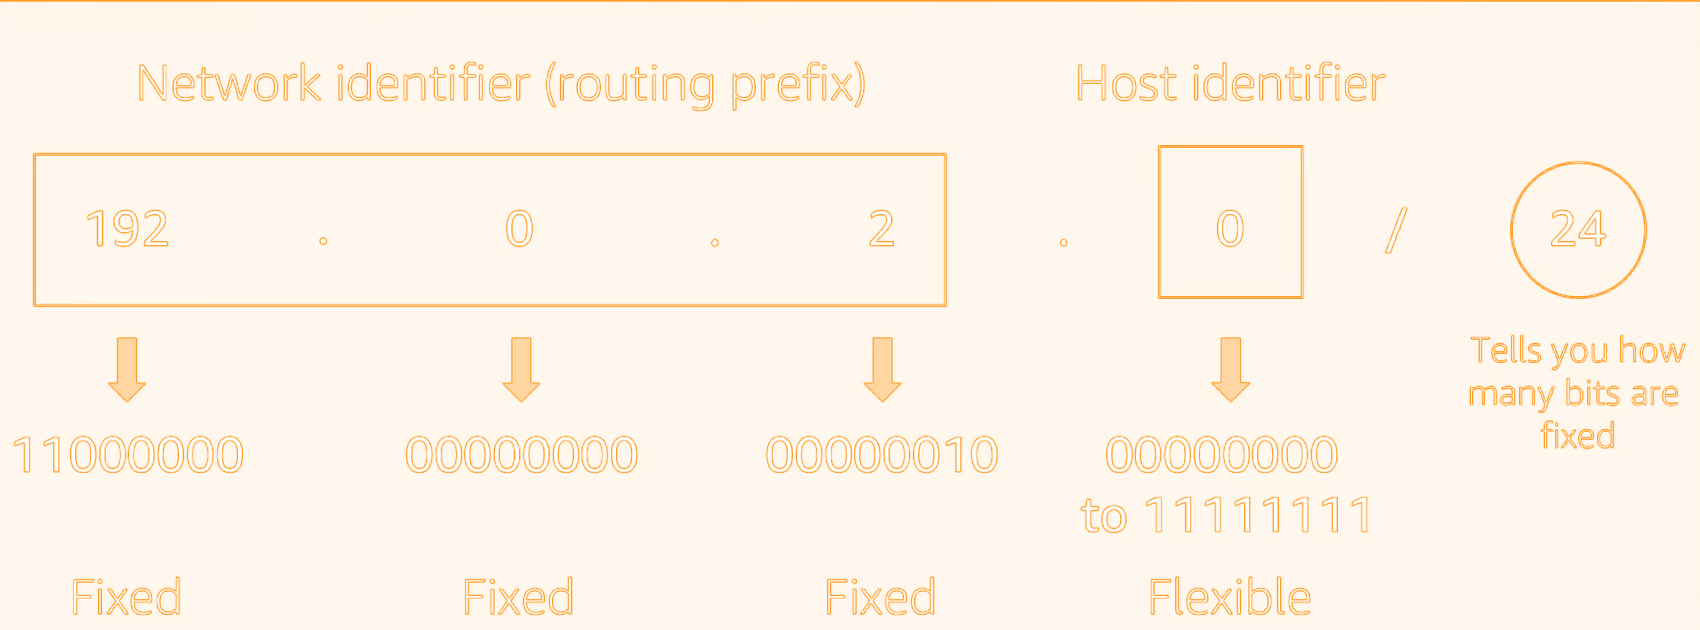 Network identifier (routing prefix) Host identifier
192 . 0 . 2 . 0 / 24
Tells you how
many bits are
fixed
11000000 00000000 00000010 00000000
to 11111111
Fixed Fixed Fixed Flexible